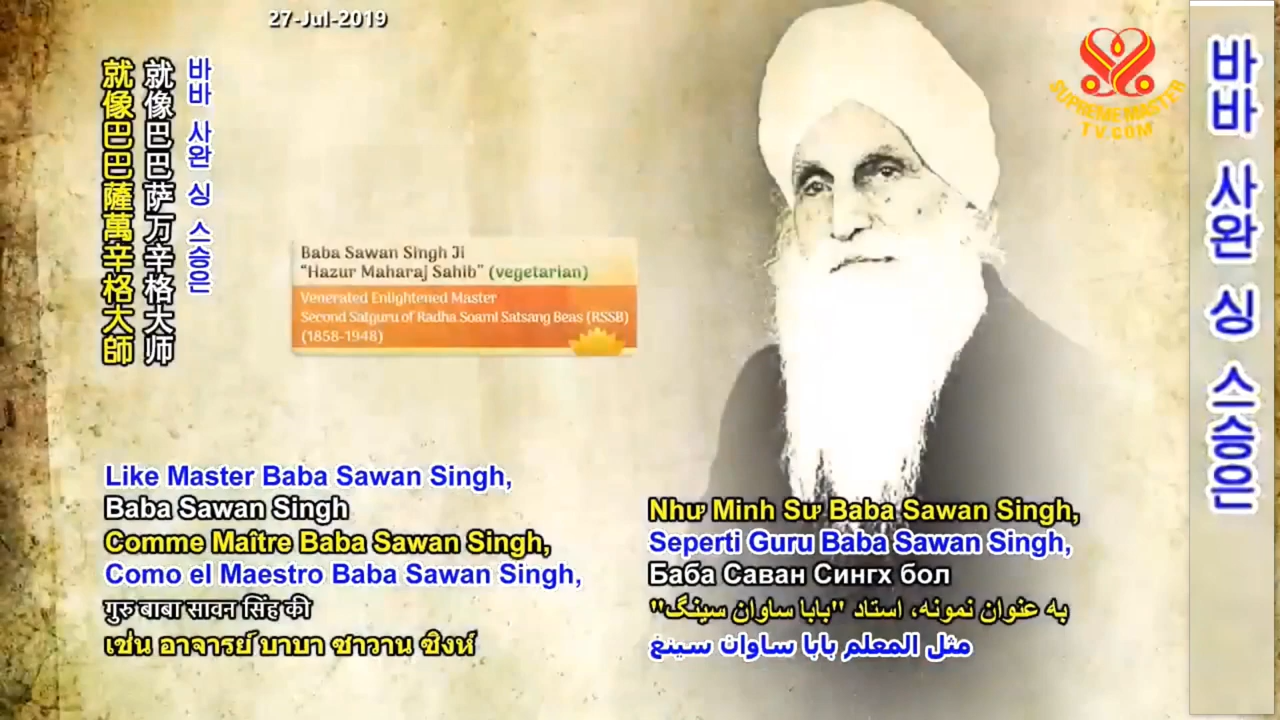 27-Jul-2019
就像巴巴薩萬辛格大師
就像巴巴萨万辛格大师
바바 사완 싱 스승은
SUPREME MASTER
TV.COM
바바 사완 싱 스승은
Baba Sawan Singh Ji
“Hazur Maharaj Sahib” (vegetarian)
Venerated Enlightened Master
Second Satguru of Radha Soami Satsang Beas (RSSB)
(1858-1948)
Like Master Baba Sawan Singh,
Baba Sawan Singh
Comme Maître Baba Sawan Singh,
Como el Maestro Baba Sawan Singh,
गुरु बाबा सावन सिंह की
เช่น อาจารย์ บาบา ซาวาน ซิงห์
Như Minh Sư Baba Sawan Singh,
Seperti Guru Baba Sawan Singh,
Баба Саван Сингх бол
به عنوان نمونه، استاد "بابا ساوان سینگ"
مثل المعلم بابا ساوان سينغ